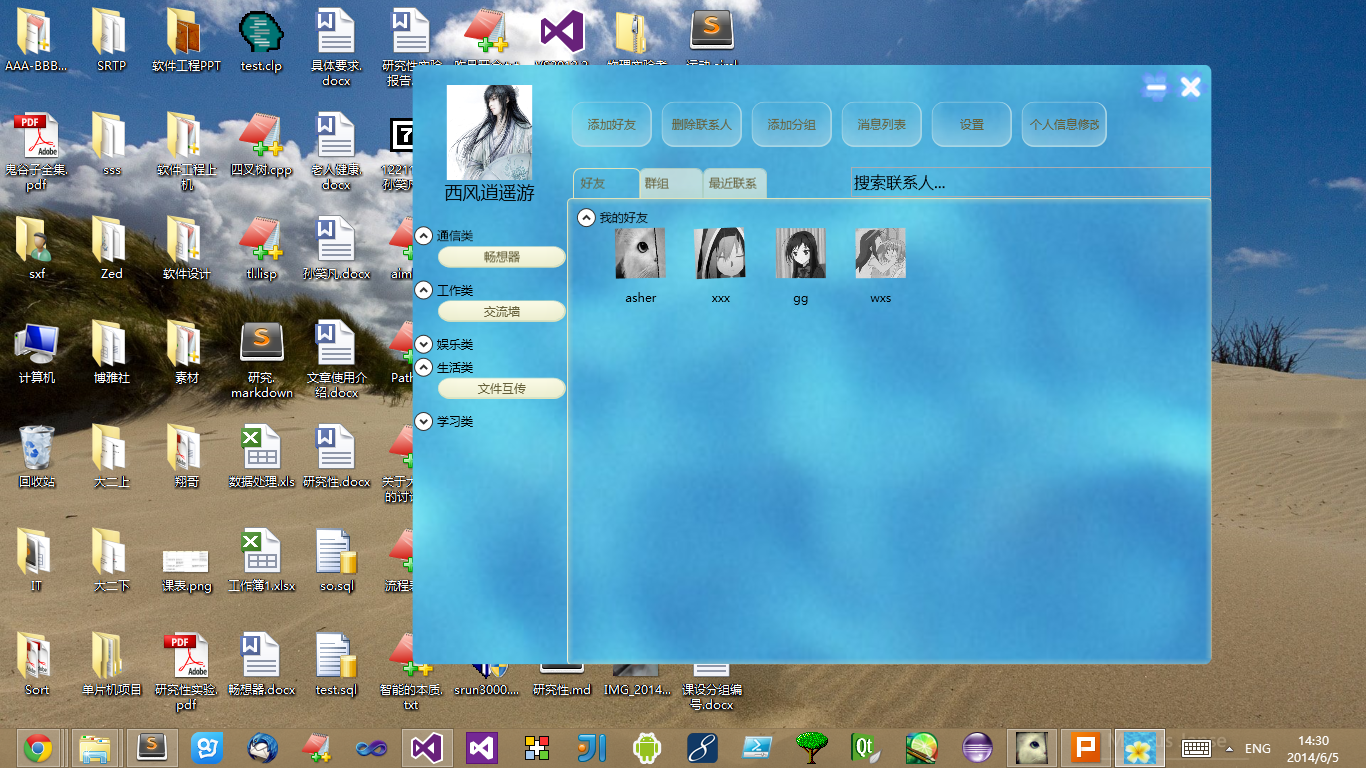 AAA-BBB...
SRTP
软件工程PPT
test.clp
具体要求.
docx
研究性实验
报告.
添加好友
删除联系人
添加分组
消息列表
设置
个人信息修改
西风逍遥游
好友
群组
最近联系
搜索联系人...
我的好友
asher
xxx
gg
wxs
通信类
畅想器
工作类
交流墙
娱乐类
生活类
文件互传
学习类
鬼谷子全集.
pdf
sss
软件工程上
机
四叉树.cpp
老人健康.
docx
孙笑凡
sxf
Zed
软件设计
tl.lisp
孙笑凡.docx
aim
计算机
博雅社
素材
研究.
markdown
文章使用介
绍.docx
Path
回收站
大二上
翔哥
数据处理.xls
研究性.docx
关于大
的讨论
IT
大二下
课表.png
工作簿1.xlsx
so.sql
流程
Sort
单片机项目
研究性实验.
pdf
畅想器.docx
test.sql
智能的本质.
txt
srun3000....
研究性.md
IMG_2014...
课设分组编
号.docx
ENG
14:30
2014/6/5